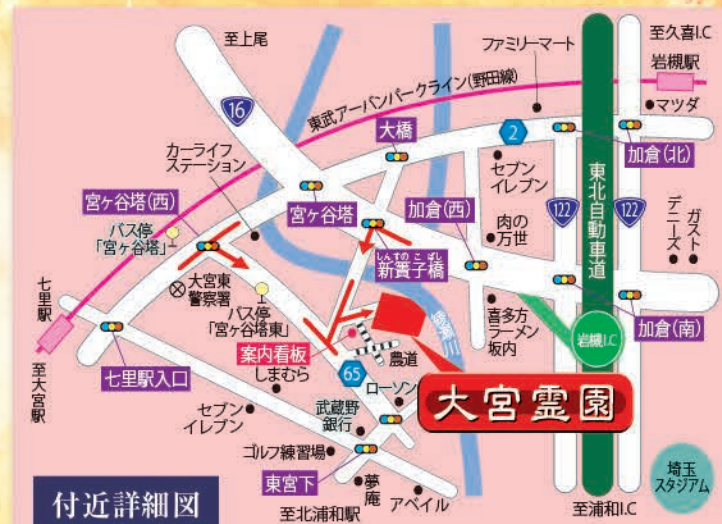 至上尾
ファミリーマート
至久喜I.C
岩槻駅
マツダ
16
東武アーバンパークライン(野田線)
大橋
2
カーライフ
ステーション
セブン
イレブン
加倉(北)
宮ヶ谷塔(西)
宮ヶ谷塔
加倉(西)
肉の
万世
122
東北自動車道
122
デニーズ
ガスト
バス停
「宮ヶ谷塔」
しんすのこばし
新簀子橋
七里駅
大宮東
警察署
バス停
「宮ヶ谷塔東」
綾瀬川
喜多方
ラーメン
坂内
加倉(南)
岩槻I.C
七里駅入口
案内看板
農道
至大宮駅
しまむら
65
ローソン
大宮霊園
セブン
イレブン
武蔵野
銀行
ゴルフ練習場
東宮下
夢
庵
アベイル
埼玉
スタジアム
付近詳細図
至北浦和駅
至浦和I.C